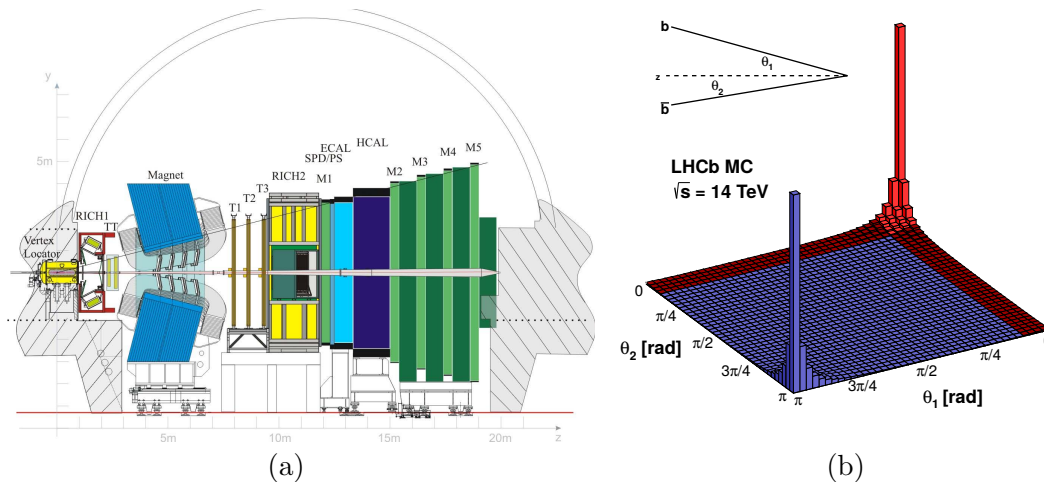 y
5m
Vertex
Locator
RICH1
TT
Magnet
T1
T2
T3
RICH2
SPD/PS
M1
ECAL
HCAL
M2
M3
M4
M5
5m
10m
15m
20m
z
(a)
b
θ1
z
θ2
b̅
LHCb MC
√s = 14 TeV
0
π/4
π/2
3π/4
π
θ2 [rad]
π
3π/4
π/2
π/4
θ1 [rad]
(b)